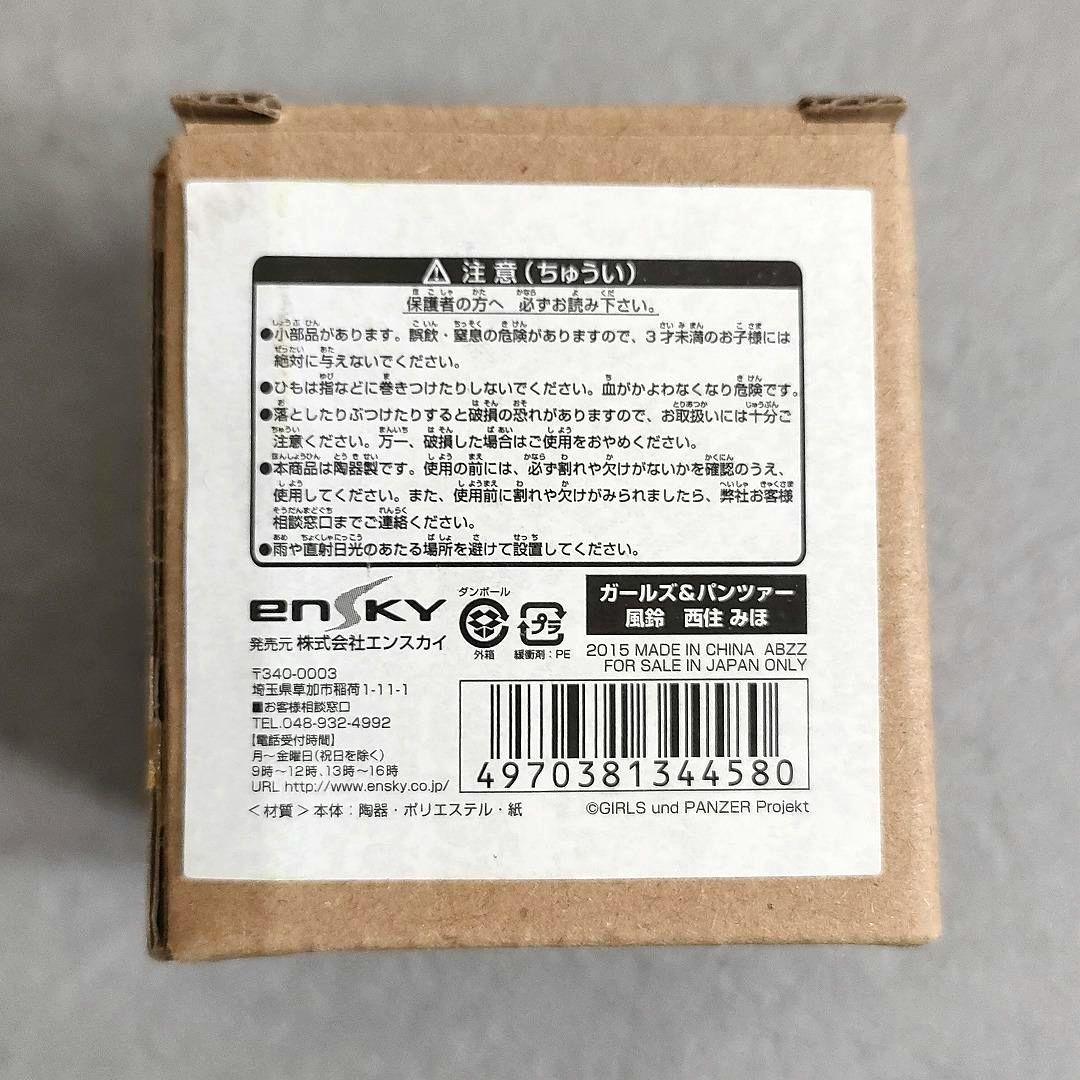 ⚠ 注意(ちゅうい)
保護者の方へ 必ずお読み下さい。
●小部品があります。誤飲・窒息の危険がありますので、3才未満のお子様には
絶対に与えないでください。
●ひもは指などに巻きつけたりしないでください。血がかよわなくなり危険です。
●落としたりぶつけたりすると破損の恐れがありますので、お取扱いには十分ご
注意ください。万一、破損した場合はご使用をおやめください。
●本商品は陶器製です。使用の前には、必ず割れや欠けがないかを確認のうえ、
使用してください。また、使用前に割れや欠けがみられましたら、弊社お客様
相談窓口までご連絡ください。
●雨や直射日光のあたる場所を避けて設置してください。
enSKY
発売元 株式会社エンスカイ
ダンボール
外箱
プラ
緩衝剤:PE
ガールズ&パンツァー
風鈴 西住 みほ
2015 MADE IN CHINA ABZZ
FOR SALE IN JAPAN ONLY
〒340-0003
埼玉県草加市稲荷1-11-1
■お客様相談窓口
TEL.048-932-4992
【電話受付時間】
月~金曜日(祝日を除く)
9時~12時、13時~16時
URL http://www.ensky.co.jp/
<材質>本体:陶器・ポリエステル・紙
4970381344580
©GIRLS und PANZER Projekt